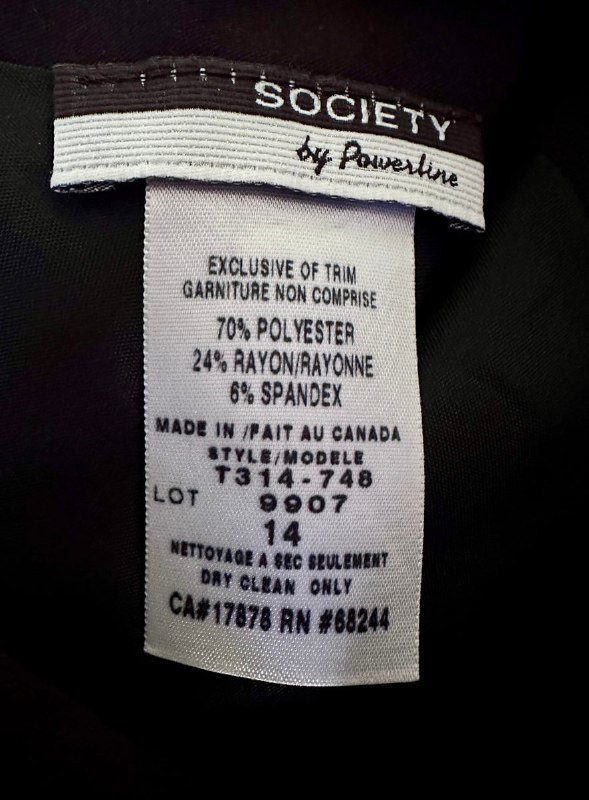 SOCIETY
by Powerline
EXCLUSIVE OF TRIM
GARNITURE NON COMPRISE
70% POLYESTER
24% RAYON/RAYONNE
6% SPANDEX
MADE IN /FAIT AU CANADA
STYLE/MODELE
T314-748
LOT 9907
14
NETTOYAGE A SEC SEULEMENT
DRY CLEAN ONLY
CA#17878 RN #68244